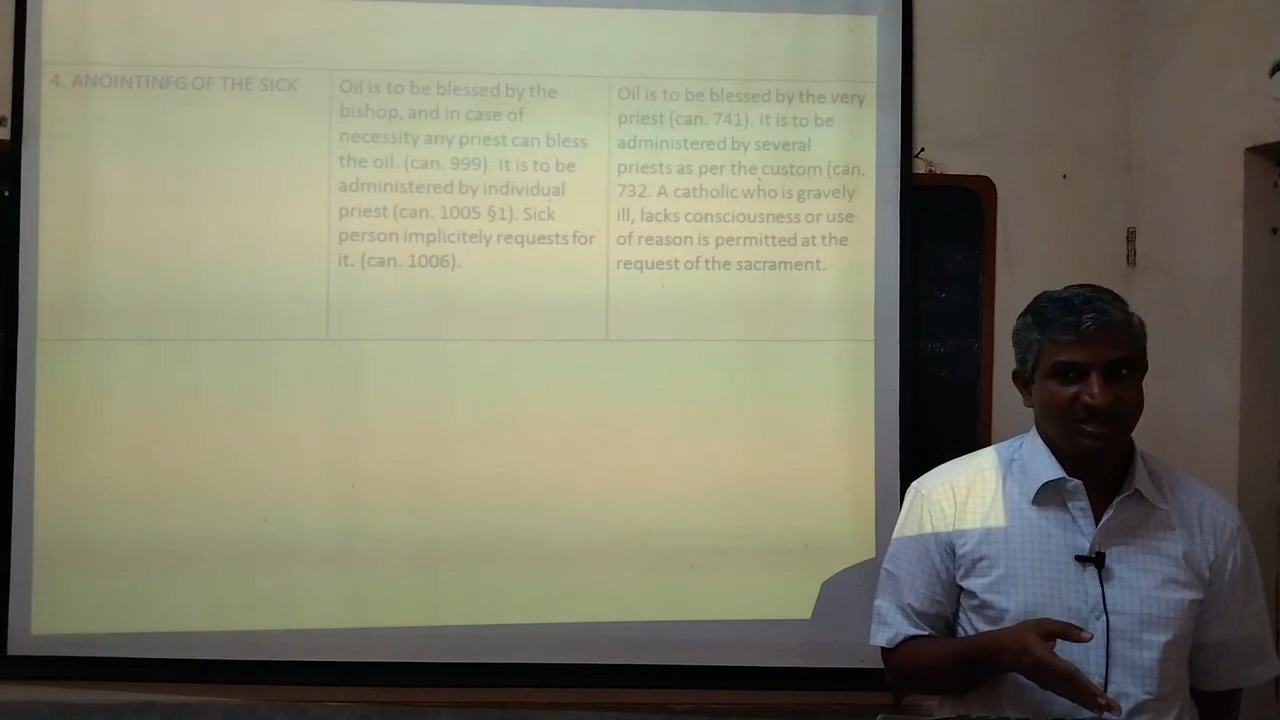 4. ANOINTINFG OF THE SICK
Oil is to be blessed by the
bishop, and in case of
necessity any priest can bless
the oil. (can. 999). It is to be
administered by individual
priest (can. 1005 §1). Sick
person implicitely requests for
it. (can. 1006).
Oil is to be blessed by the very
priest (can. 741). It is to be
administered by several
priests as per the custom (can.
732. A catholic who is gravely
ill, lacks consciousness or use
of reason is permitted at the
request of the sacrament.